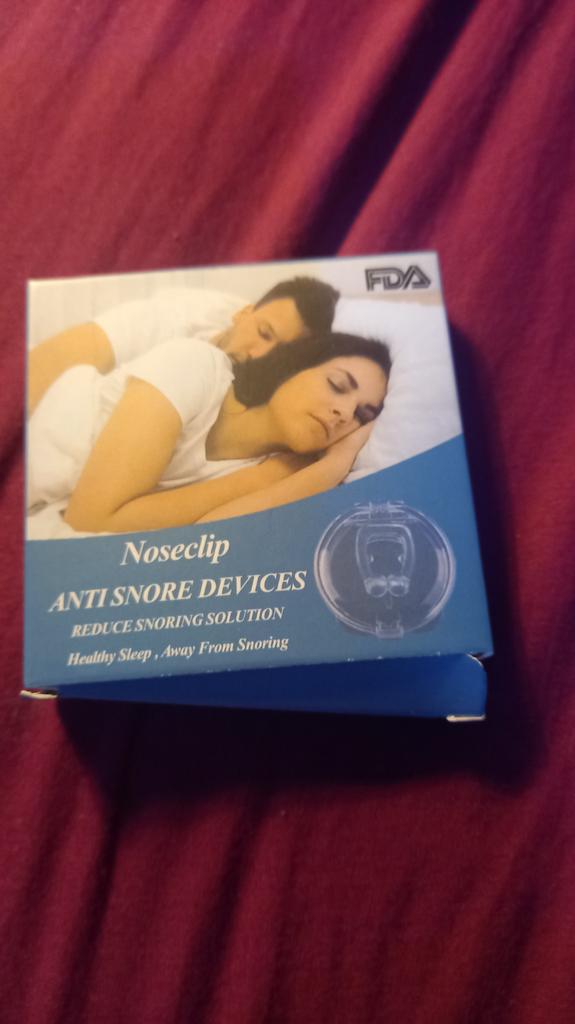 FDA
Noseclip
ANTI SNORE DEVICES
REDUCE SNORING SOLUTION
Healthy Sleep , Away From Snoring